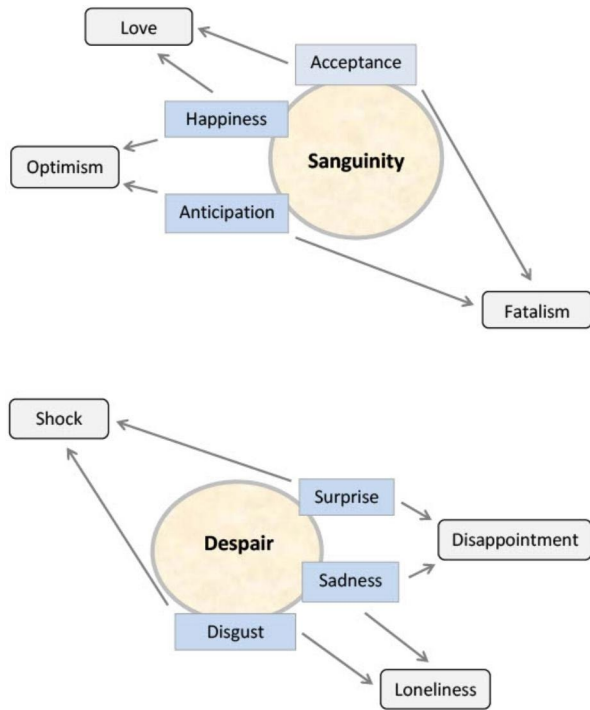 Love
Acceptance
Happiness
Sanguinity
Optimism
Anticipation
Fatalism
Shock
Surprise
Despair
Disappointment
Sadness
Disgust
Loneliness